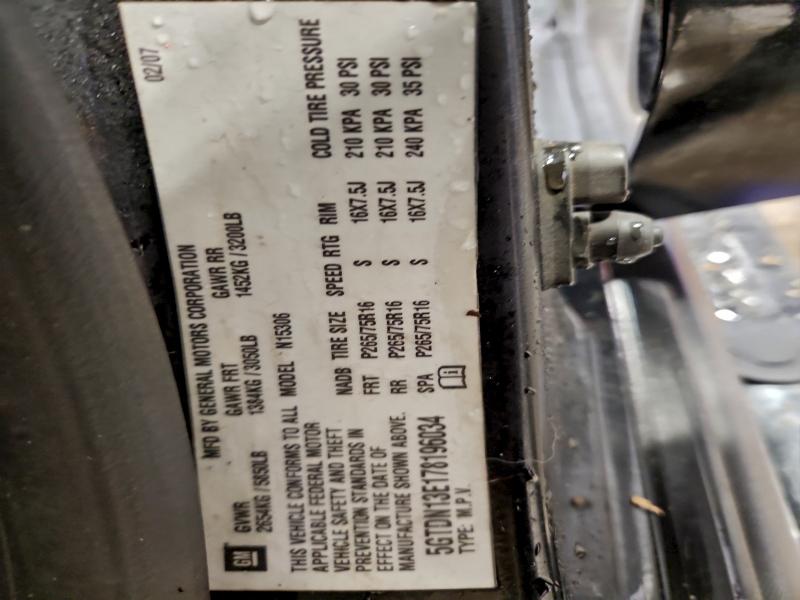 02/07
MFD BY GENERAL MOTORS CORPORATION
GM
GVWR GAWR FRT GAWR RR
2654KG / 5850LB 1384KG / 3050LB 1452KG / 3200LB
THIS VEHICLE CONFORMS TO ALL
APPLICABLE FEDERAL MOTOR
VEHICLE SAFETY AND THEFT
PREVENTION STANDARDS IN
EFFECT ON THE DATE OF
MANUFACTURE SHOWN ABOVE.
5GTDN13E178196034
TYPE: M.P.V.
MODEL: N15306
NADB TIRE SIZE SPEED RTG RIM COLD TIRE PRESSURE
FRT P265/75R16 S 16X7.5J 210 KPA 30 PSI
RR P265/75R16 S 16X7.5J 210 KPA 30 PSI
SPA P265/75R16 S 16X7.5J 240 KPA 35 PSI